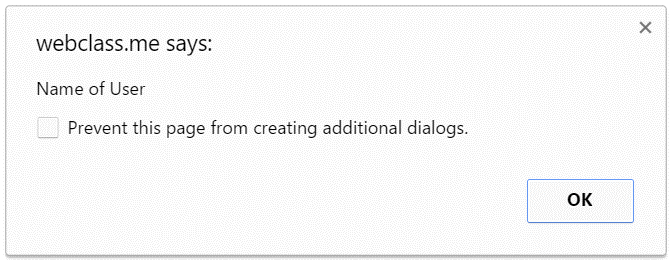 webclass.me says:
Name of User
Prevent this page from creating additional dialogs.
OK